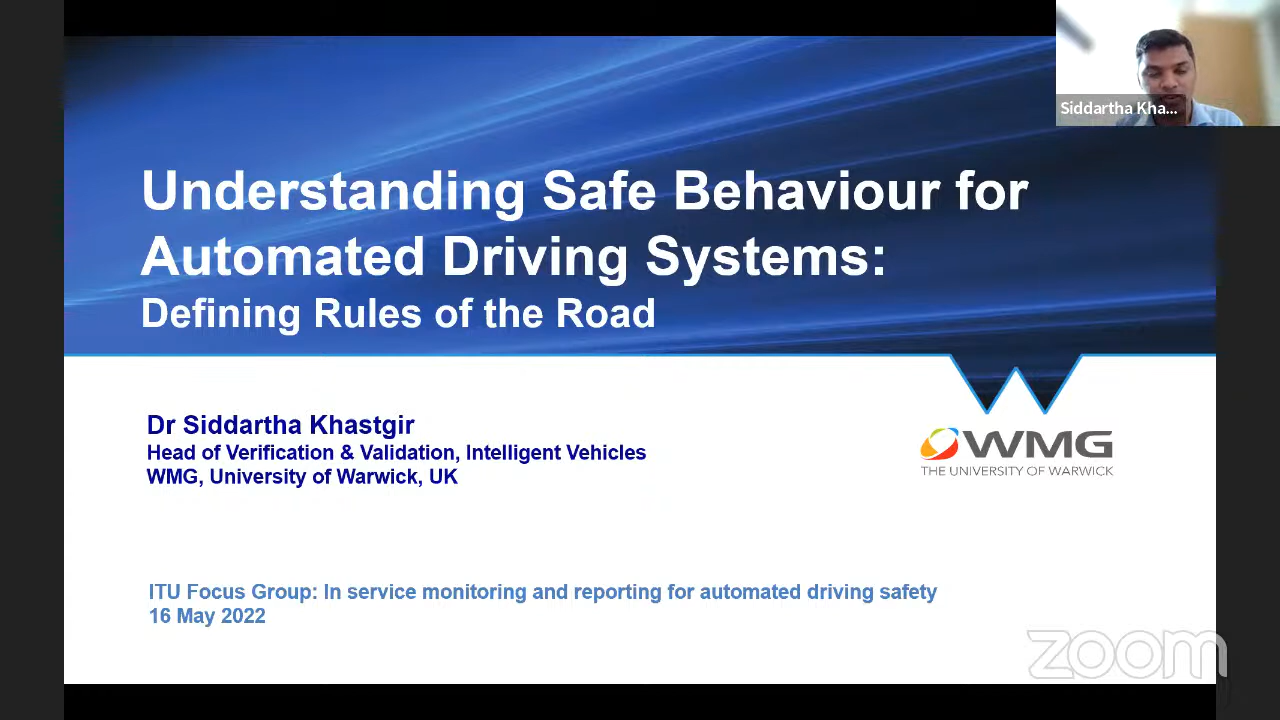 Siddartha Kha...
Understanding Safe Behaviour for
Automated Driving Systems:
Defining Rules of the Road
Dr Siddartha Khastgir
Head of Verification & Validation, Intelligent Vehicles
WMG, University of Warwick, UK
WMG
THE UNIVERSITY OF WARWICK
ITU Focus Group: In service monitoring and reporting for automated driving safety
16 May 2022
zoom